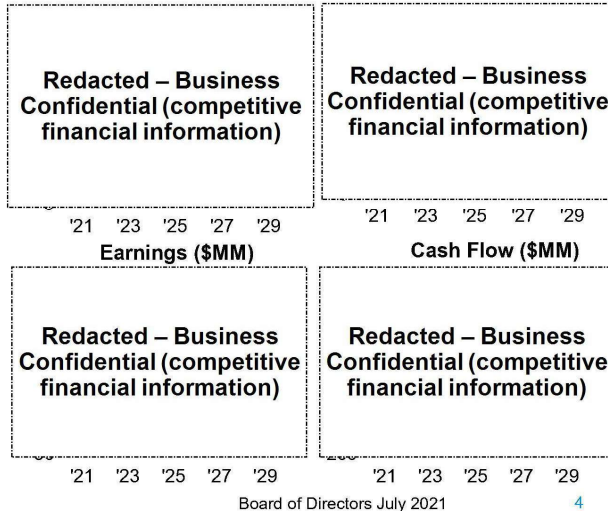 Redacted – Business
Confidential (competitive
financial information)
'21 '23 '25 '27 '29
Redacted – Business
Confidential (competitive
financial information)
'21 '23 '25 '27 '29
Earnings ($MM)
Redacted – Business
Confidential (competitive
financial information)
'21 '23 '25 '27 '29
Cash Flow ($MM)
Redacted – Business
Confidential (competitive
financial information)
'21 '23 '25 '27 '29
Board of Directors July 2021
4